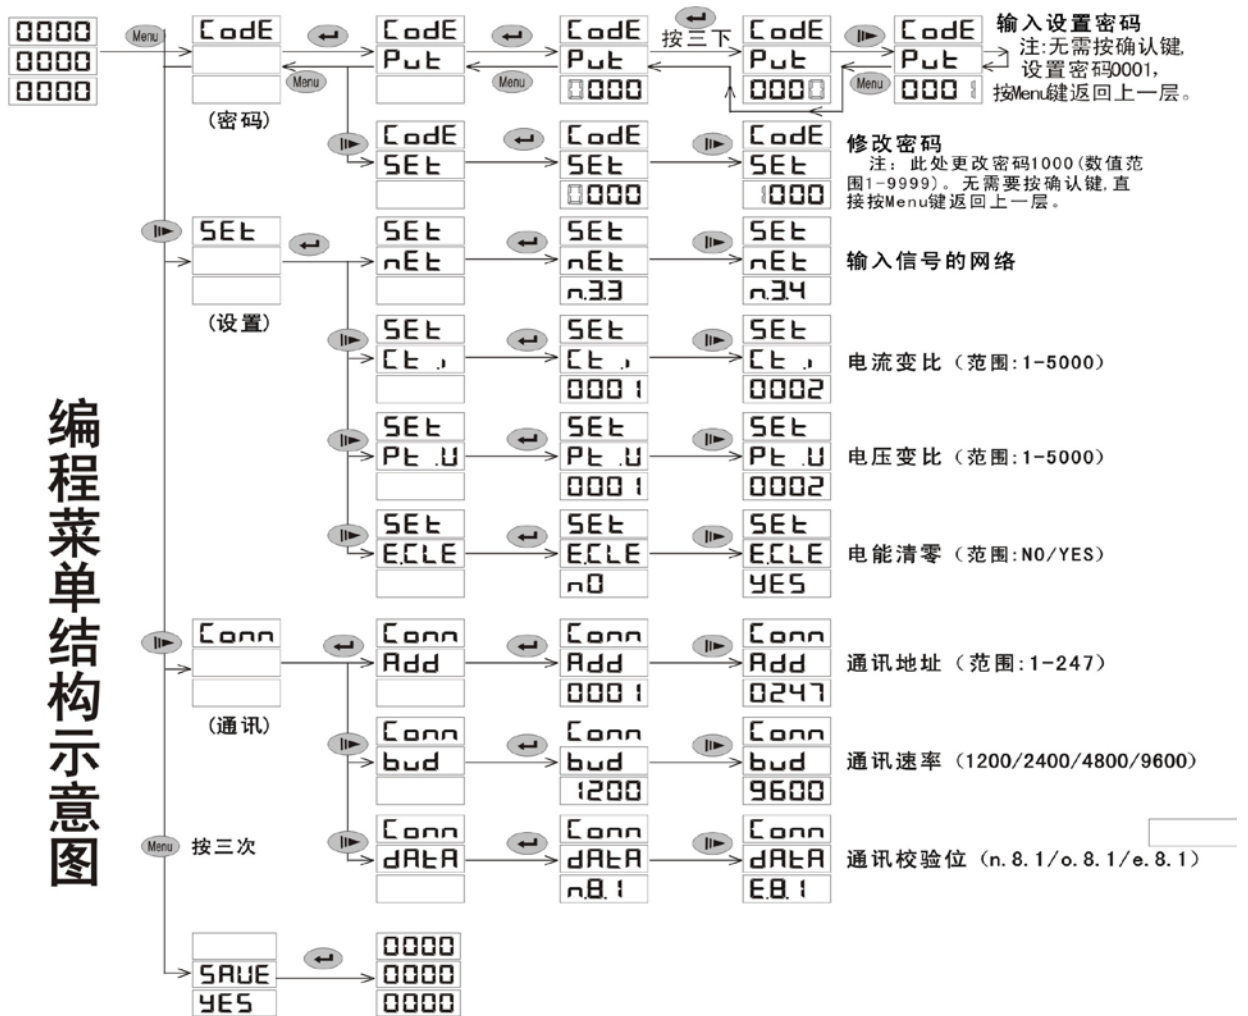 0000
0000
0000
Menu
CodE
(密码)
Menu
CodE
Put
Menu
CodE
Put
0000
按三下
CodE
Put
0000
Menu
CodE
Put
0001
输入设置密码
注:无需按确认键,
设置密码0001,
按Menu键返回上一层。
CodE
SEt
CodE
SEt
0000
CodE
SEt
1000
修改密码
注: 此处更改密码1000(数值范
围1-9999)。无需要按确认键,直
接按Menu键返回上一层。
SEt
(设置)
SEt
nEt
SEt
nEt
n.3.3
SEt
nEt
n.3.4
输入信号的网络
SEt
Ct .i
SEt
Ct .i
0001
SEt
Ct .i
0002
电流变比(范围:1-5000)
SEt
Pt .U
SEt
Pt .U
0001
SEt
Pt .U
0002
电压变比(范围:1-5000)
SEt
E.CLE
SEt
E.CLE
nO
SEt
E.CLE
YES
电能清零(范围:NO/YES)
编程菜单结构示意图
Conn
(通讯)
Conn
Add
Conn
Add
0001
Conn
Add
0247
通讯地址(范围:1-247)
Conn
bud
Conn
bud
1200
Conn
bud
9600
通讯速率(1200/2400/4800/9600)
Conn
dAtA
Conn
dAtA
n.8.1
Conn
dAtA
E.8.1
通讯校验位(n.8.1/o.8.1/e.8.1)
Menu
按三次
SAVE
YES
0000
0000
0000